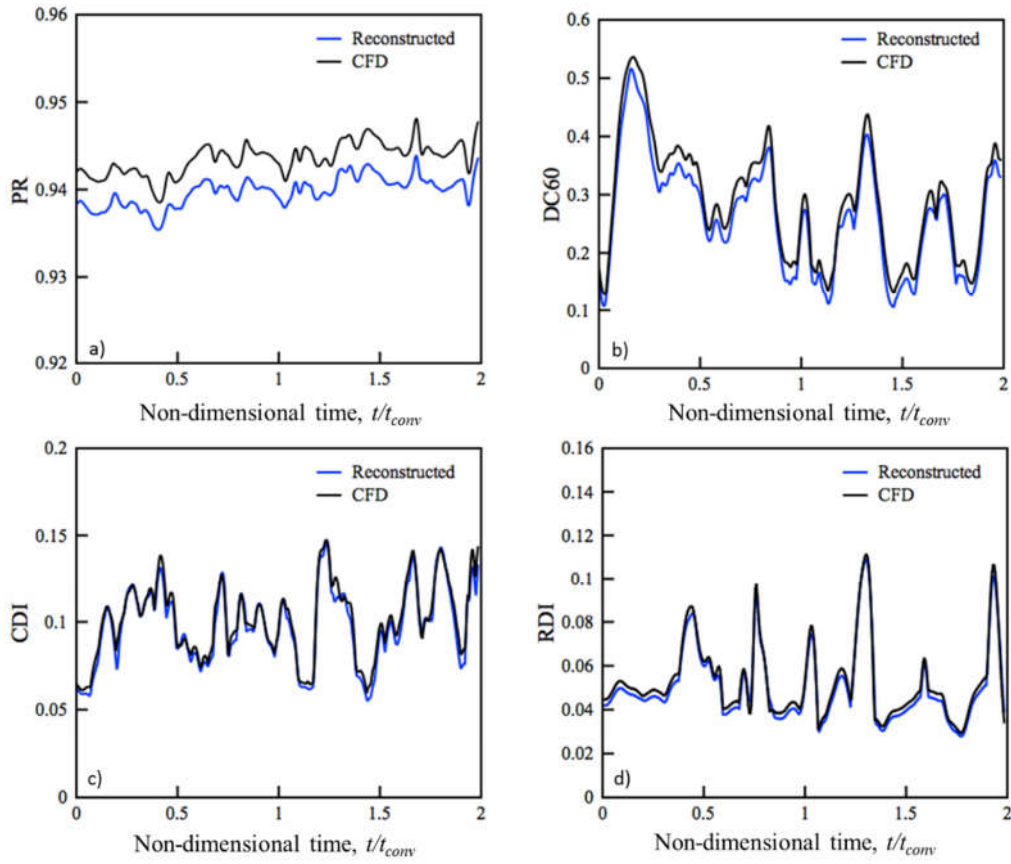 0.96
0.95
0.94
0.93
0.92
PR
Reconstructed
CFD
a)
0
0.5
1
1.5
2
Non-dimensional time, t/tconv
0.6
0.5
0.4
0.3
0.2
0.1
0
DC60
Reconstructed
CFD
b)
0
0.5
1
1.5
2
Non-dimensional time, t/tconv
0.2
0.15
0.1
0.05
0
CDI
Reconstructed
CFD
c)
0
0.5
1
1.5
2
Non-dimensional time, t/tconv
0.16
0.14
0.12
0.1
0.08
0.06
0.04
0.02
0
RDI
Reconstructed
CFD
d)
0
0.5
1
1.5
2
Non-dimensional time, t/tconv